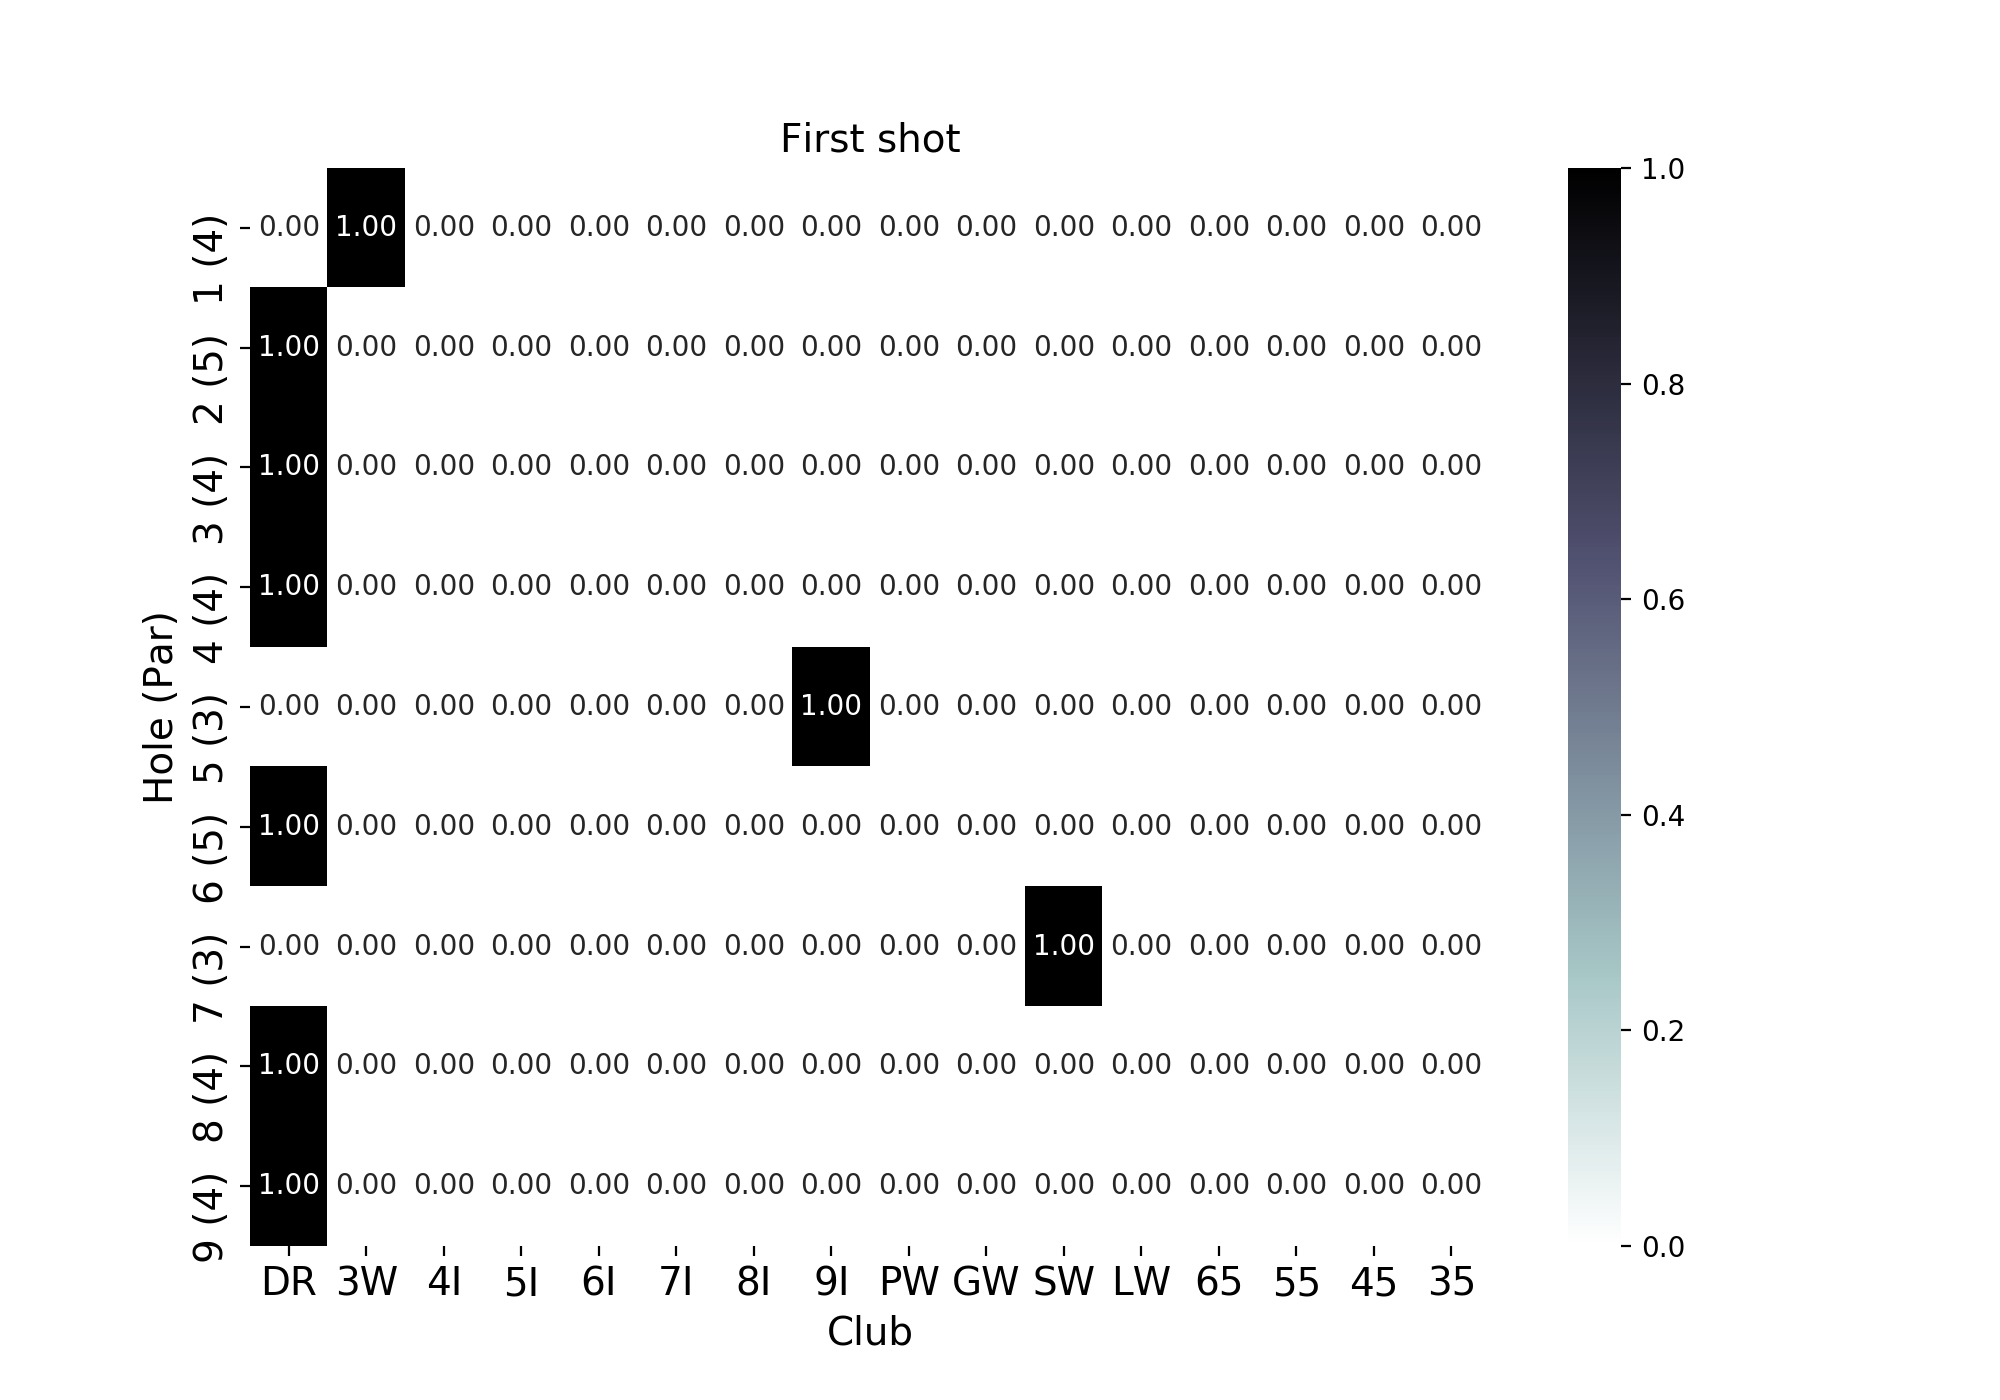 First shot
1 (4) 0.00 1.00 0.00 0.00 0.00 0.00 0.00 0.00 0.00 0.00 0.00 0.00 0.00 0.00 0.00 0.00
2 (5) 1.00 0.00 0.00 0.00 0.00 0.00 0.00 0.00 0.00 0.00 0.00 0.00 0.00 0.00 0.00 0.00
3 (4) 1.00 0.00 0.00 0.00 0.00 0.00 0.00 0.00 0.00 0.00 0.00 0.00 0.00 0.00 0.00 0.00
4 (4) 1.00 0.00 0.00 0.00 0.00 0.00 0.00 0.00 0.00 0.00 0.00 0.00 0.00 0.00 0.00 0.00
5 (3) 0.00 0.00 0.00 0.00 0.00 0.00 0.00 1.00 0.00 0.00 0.00 0.00 0.00 0.00 0.00 0.00
6 (5) 1.00 0.00 0.00 0.00 0.00 0.00 0.00 0.00 0.00 0.00 0.00 0.00 0.00 0.00 0.00 0.00
7 (3) 0.00 0.00 0.00 0.00 0.00 0.00 0.00 0.00 0.00 0.00 1.00 0.00 0.00 0.00 0.00 0.00
8 (4) 1.00 0.00 0.00 0.00 0.00 0.00 0.00 0.00 0.00 0.00 0.00 0.00 0.00 0.00 0.00 0.00
9 (4) 1.00 0.00 0.00 0.00 0.00 0.00 0.00 0.00 0.00 0.00 0.00 0.00 0.00 0.00 0.00 0.00
DR 3W 4I 5I 6I 7I 8I 9I PW GW SW LW 65 55 45 35
Club
Hole (Par)
1.0
0.8
0.6
0.4
0.2
0.0